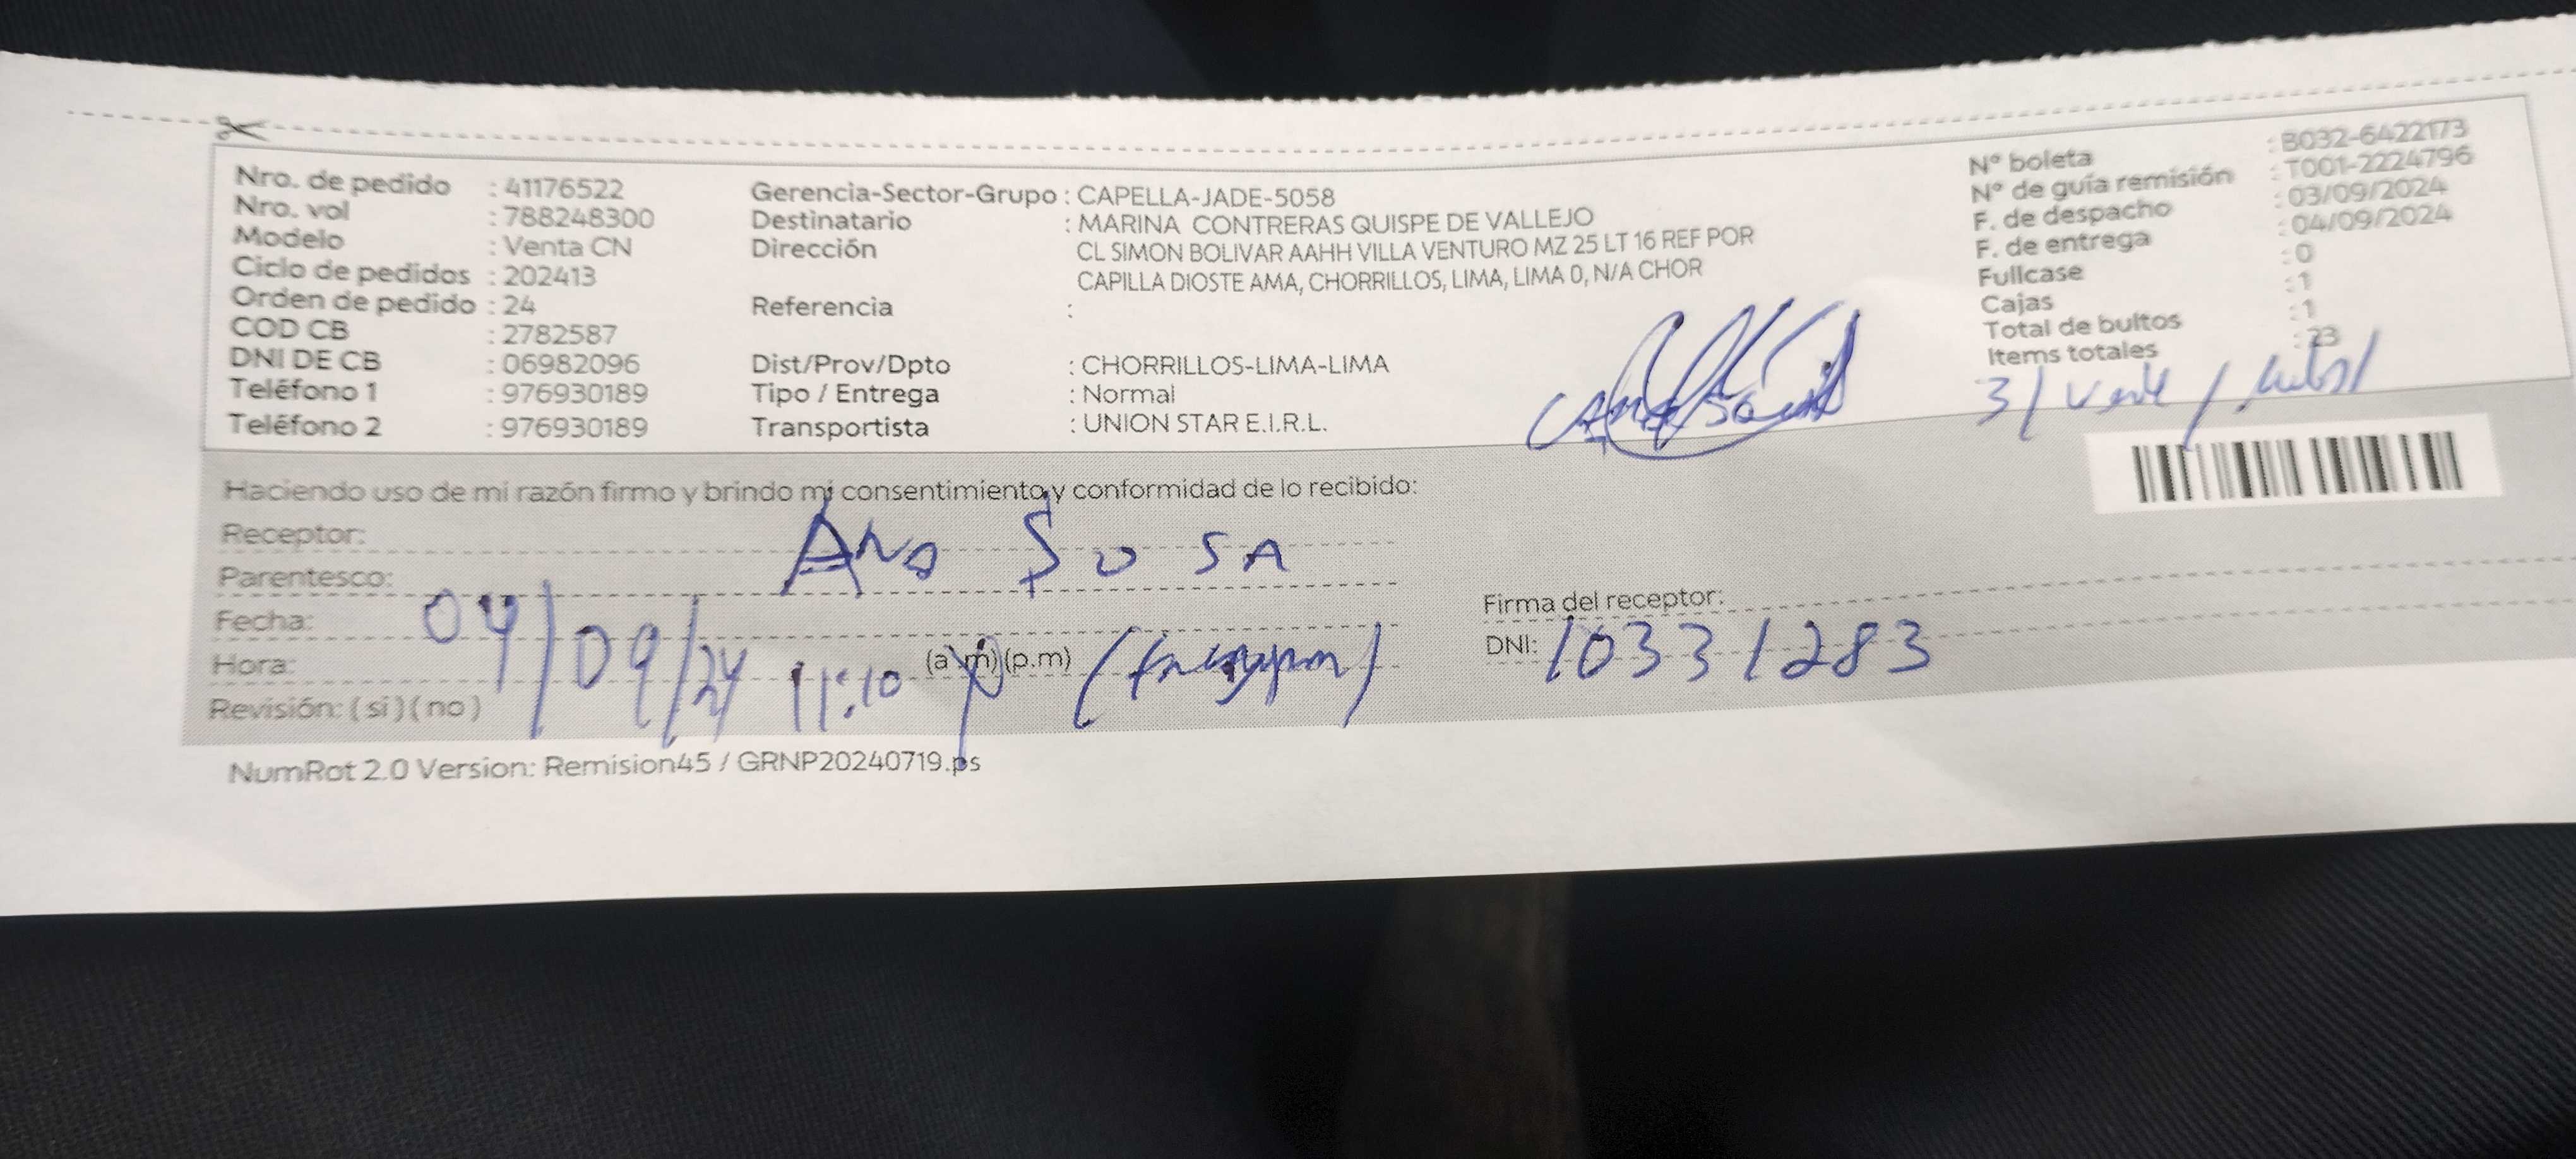 Nro. de pedido : 41176522
Nro. vol : 788248300
Modelo : Venta CN
Ciclo de pedidos : 202413
Orden de pedido : 24
COD CB : 2782587
DNI DE CB : 06982096
Teléfono 1 : 976930189
Teléfono 2 : 976930189
Gerencia-Sector-Grupo : CAPELLA-JADE-5058
Destinatario : MARINA CONTRERAS QUISPE DE VALLEJO
Dirección CL SIMON BOLIVAR AAHH VILLA VENTURO MZ 25 LT 16 REF POR
CAPILLA DIOSTE AMA, CHORRILLOS, LIMA, LIMA 0, N/A CHOR
Referencia :
Dist/Prov/Dpto : CHORRILLOS-LIMA-LIMA
Tipo / Entrega : Normal
Transportista : UNION STAR E.I.R.L.
N° boleta : B032-6422173
N° de guía remisión : T001-2224796
F. de despacho : 03/09/2024
F. de entrega : 04/09/2024
Fullcase : 0
Cajas : 1
Total de bultos : 1
Items totales : 23
3 / verde /
Haciendo uso de mi razón firmo y brindo mi consentimiento y conformidad de lo recibido:
Receptor: Ana SoSA
Parentesco:
Fecha: 04/09/24
Hora: 11:10 (a.m) (p.m)
Revisión: ( si ) ( no )
Firma del receptor:
DNI: 10331283
NumRot 2.0 Version: Remision45 / GRNP20240719.ps